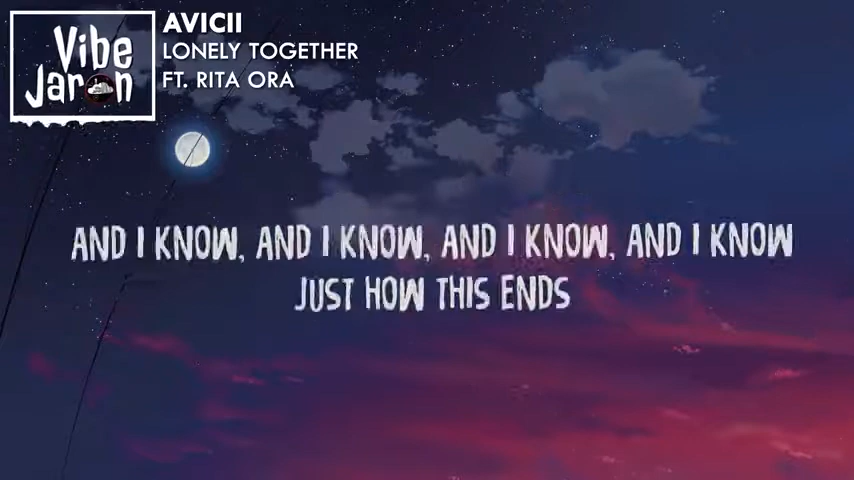 Vibe
Jaron
AVICII
LONELY TOGETHER
FT. RITA ORA
AND I KNOW, AND I KNOW, AND I KNOW, AND I KNOW
JUST HOW THIS ENDS